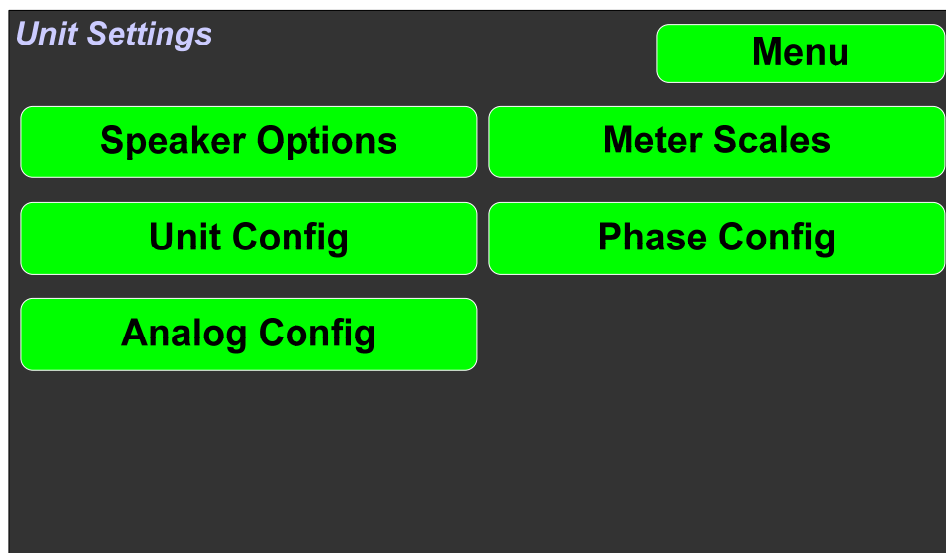 Unit Settings
Menu
Speaker Options
Meter Scales
Unit Config
Phase Config
Analog Config